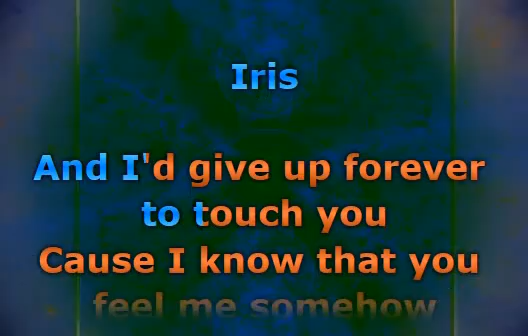 Iris
And I'd give up forever
to touch you
Cause I know that you
feel me somehow